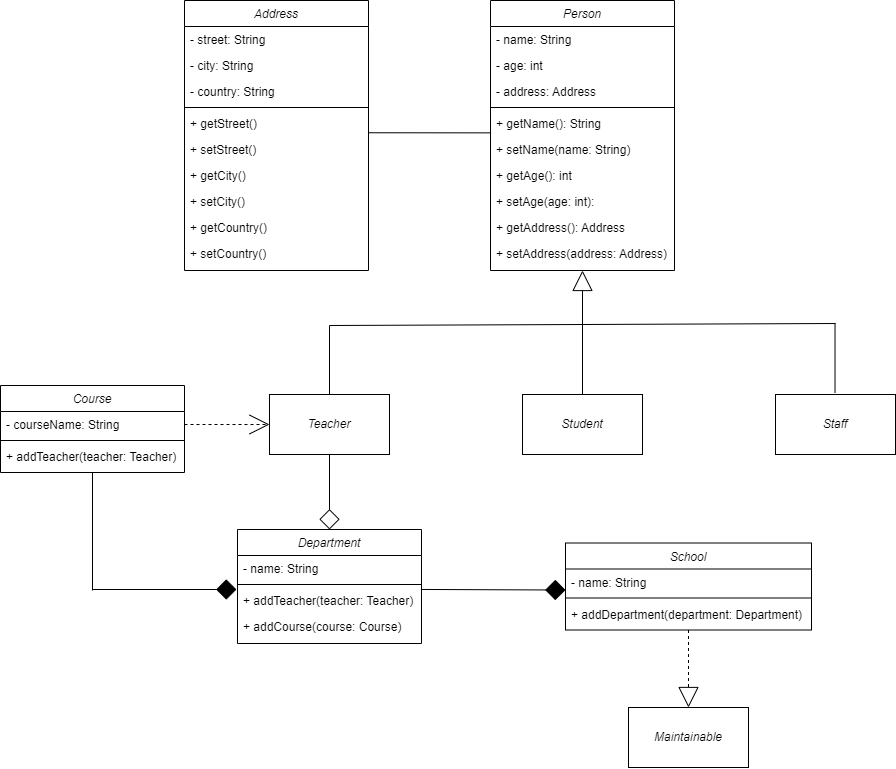 Address
- street: String
- city: String
- country: String
+ getStreet()
+ setStreet()
+ getCity()
+ setCity()
+ getCountry()
+ setCountry()
Person
- name: String
- age: int
- address: Address
+ getName(): String
+ setName(name: String)
+ getAge(): int
+ setAge(age: int):
+ getAddress(): Address
+ setAddress(address: Address)
Course
- courseName: String
+ addTeacher(teacher: Teacher)
Teacher
Student
Staff
Department
- name: String
+ addTeacher(teacher: Teacher)
+ addCourse(course: Course)
School
- name: String
+ addDepartment(department: Department)
Maintainable